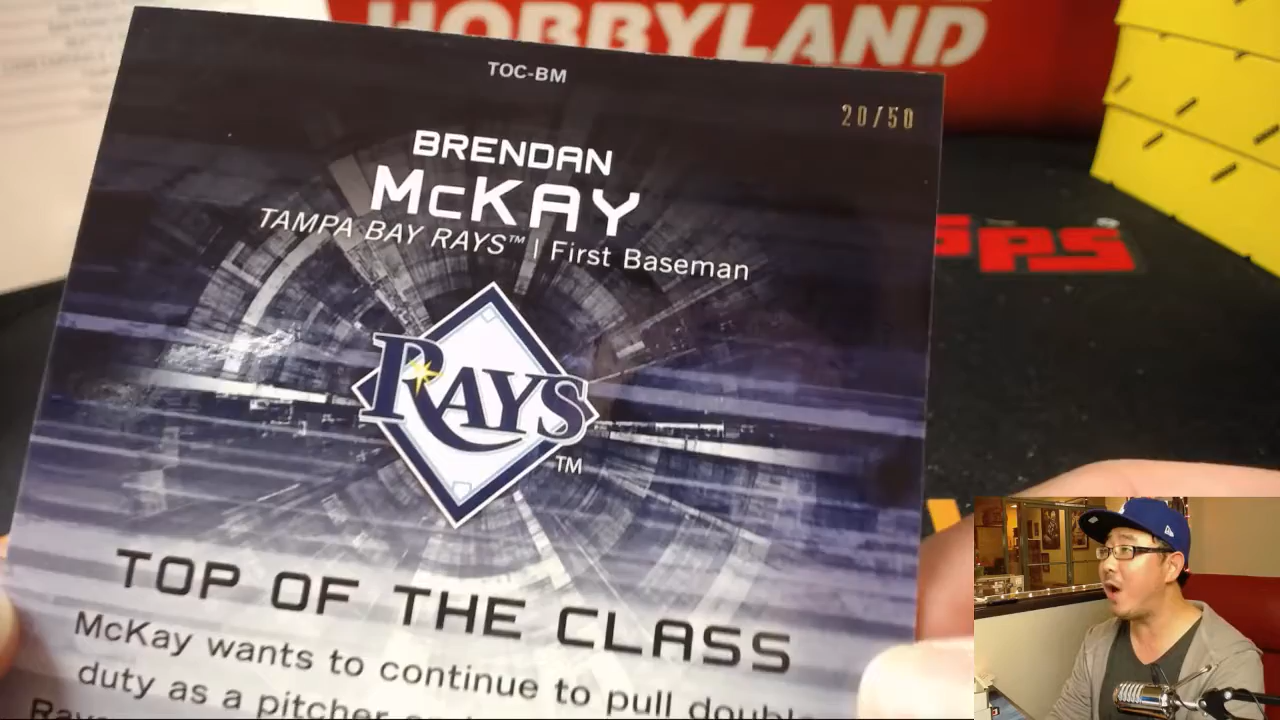 HOBBYLAND
TOC-BM
20/50
BRENDAN
McKAY
TAMPA BAY RAYS™ | First Baseman
RAYS
TM
TOP OF THE CLASS
McKay wants to continue to pull double
duty as a pitcher